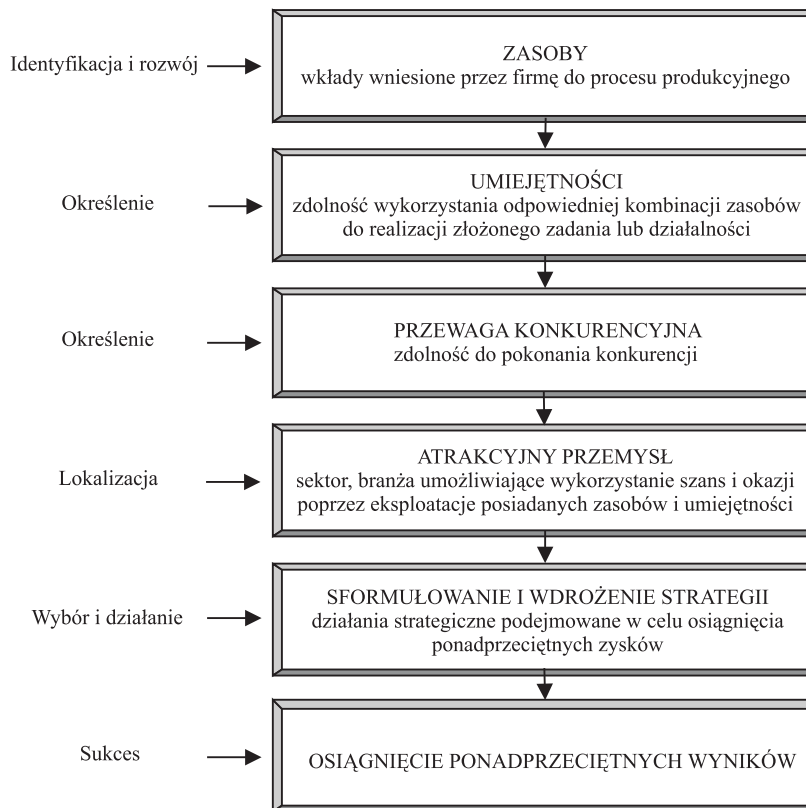 ZASOBY
Identyfikacja i rozwój
wkłady wniesione przez firmę do procesu produkcyjnego
UMIEJĘTNOŚCI
Określenie
zdolność wykorzystania odpowiedniej kombinacji zasobów
do realizacji złożonego zadania lub działalności
Określenie
PRZEWAGA KONKURENCYJNA
zdolność do pokonania konkurencji
ATRAKCYJNY PRZEMYSŁ
Lokalizacja
sektor, branża umożliwiające wykorzystanie szans i okazji
poprzez eksploatacje posiadanych zasobów i umiejętności
SFORMUŁOWANIE I WDROŻENIE STRATEGII
Wybór i działanie
działania strategiczne podejmowane w celu osiągnięcia
ponadprzeciętnych zysków
Sukces
OSIĄGNIĘCIE PONADPRZECIĘTNYCH WYNIKÓW